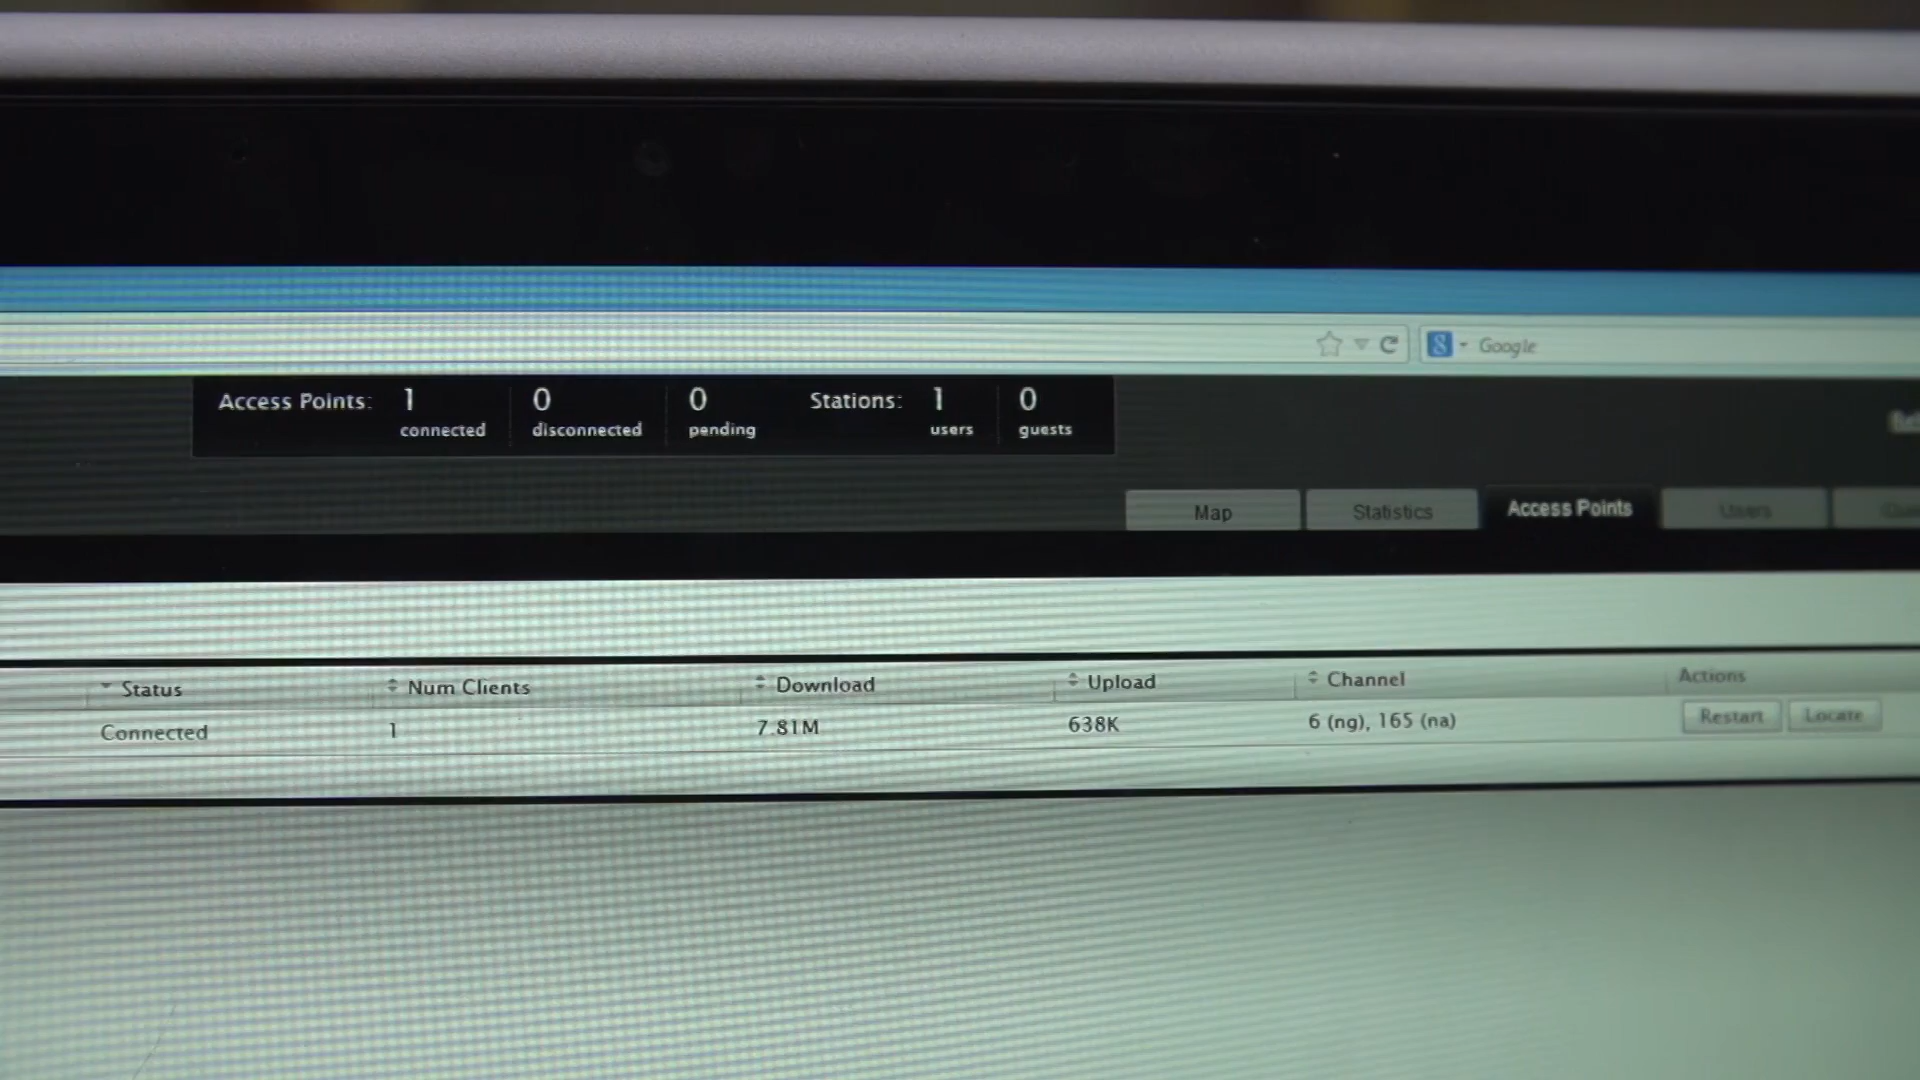 Google
Access Points: 1 0 0 Stations: 1 0
connected disconnected pending users guests
Map Statistics Access Points Users
Status Num Clients Download Upload Channel Actions
Connected 1 7.81M 638K 6 (ng), 165 (na) Restart Locate